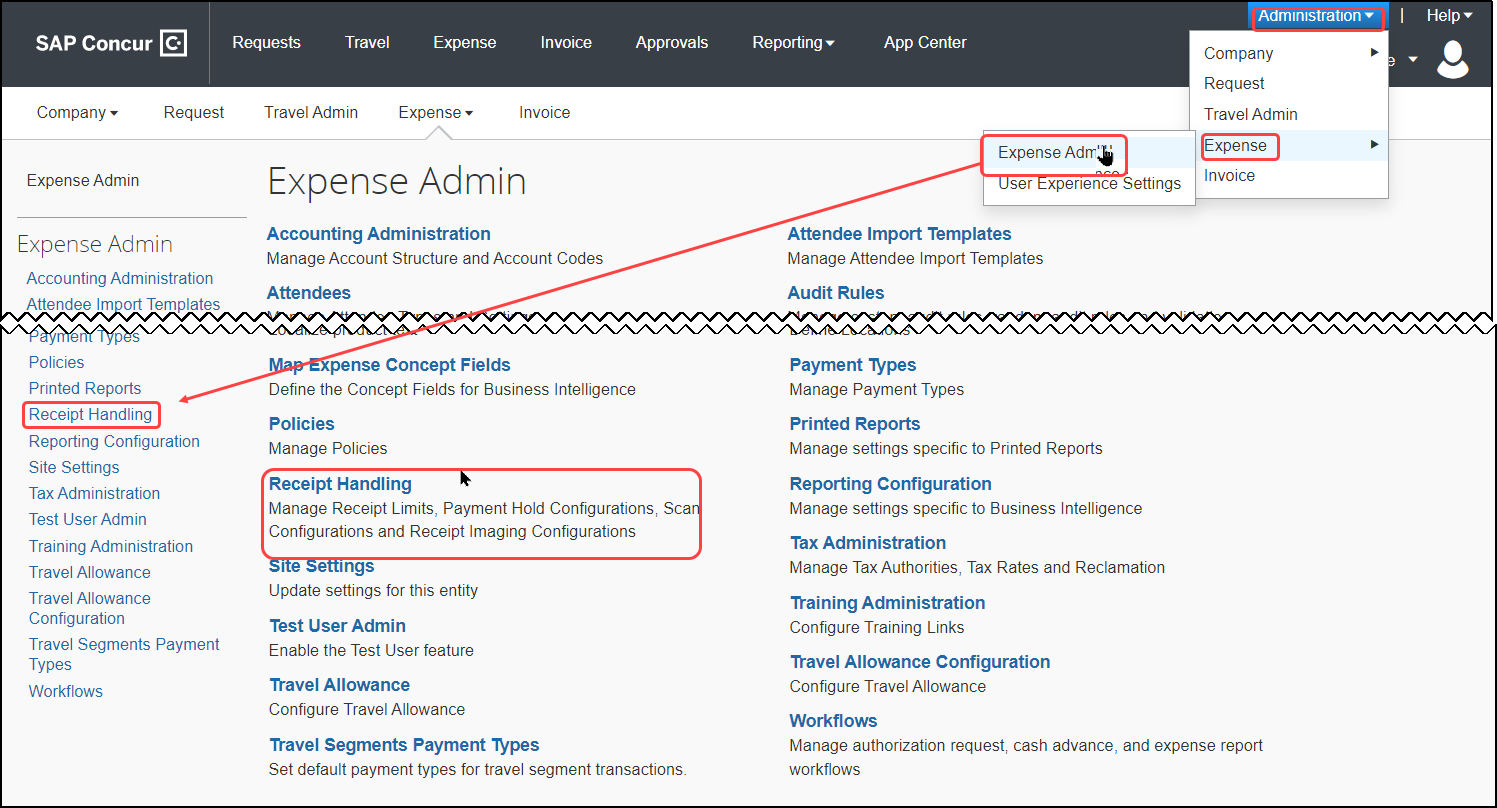 SAP Concur
Requests
Travel
Expense
Invoice
Approvals
Reporting
App Center
Administration
|
Help
Company
Request
Travel Admin
Expense
Invoice
Expense
User Experience Settings
Company
Request
Travel Admin
Expense
Invoice
Expense Admin
Expense Admin
Accounting Administration
Attendee Import Templates
Payment Types
Policies
Printed Reports
Receipt Handling
Reporting Configuration
Site Settings
Tax Administration
Test User Admin
Training Administration
Travel Allowance
Travel Allowance
Configuration
Travel Segments Payment
Types
Workflows
Expense Admin
Accounting Administration
Manage Account Structure and Account Codes
Attendees
Attendee Import Templates
Manage Attendee Import Templates
Audit Rules
Map Expense Concept Fields
Define the Concept Fields for Business Intelligence
Policies
Manage Policies
Receipt Handling
Manage Receipt Limits, Payment Hold Configurations, Scan
Configurations and Receipt Imaging Configurations
Site Settings
Update settings for this entity
Test User Admin
Enable the Test User feature
Travel Allowance
Configure Travel Allowance
Travel Segments Payment Types
Set default payment types for travel segment transactions.
Payment Types
Manage Payment Types
Printed Reports
Manage settings specific to Printed Reports
Reporting Configuration
Manage settings specific to Business Intelligence
Tax Administration
Manage Tax Authorities, Tax Rates and Reclamation
Training Administration
Configure Training Links
Travel Allowance Configuration
Configure Travel Allowance
Workflows
Manage authorization request, cash advance, and expense report
workflows